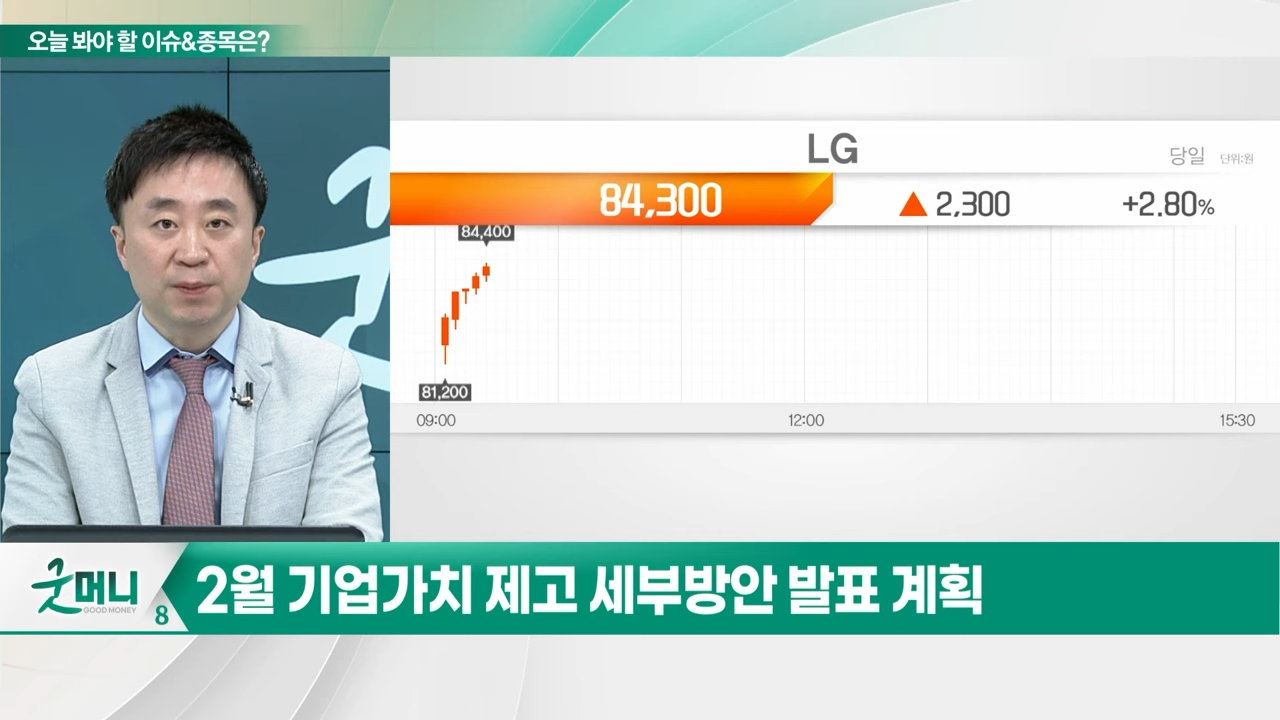 오늘 봐야 할 이슈&종목은?
LG
당일 단위:원
84,300 ▲ 2,300 +2.80%
84,400
81,200
09:00 12:00 15:30
굿머니
GOOD MONEY
8
2월 기업가치 제고 세부방안 발표 계획